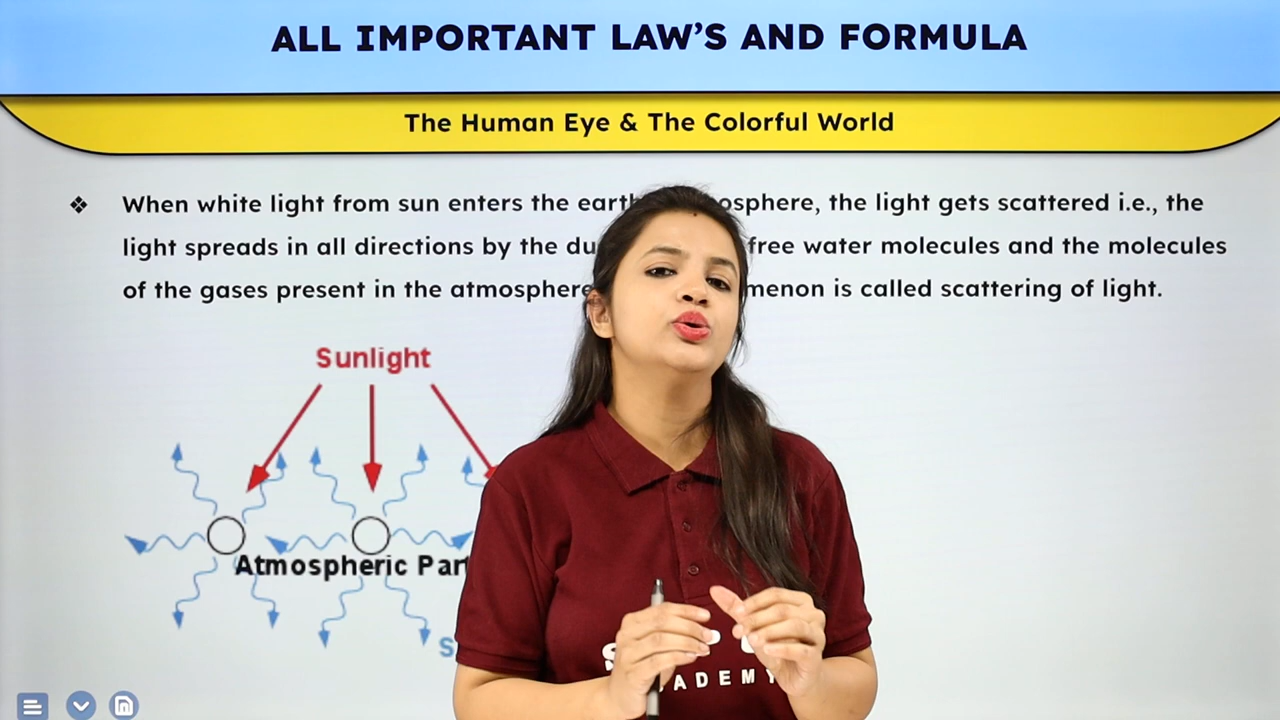 ALL IMPORTANT LAW'S AND FORMULA
The Human Eye & The Colorful World
❖ When white light from sun enters the earth osphere, the light gets scattered i.e., the
light spreads in all directions by the du free water molecules and the molecules
of the gases present in the atmosphere menon is called scattering of light.
Sunlight
Atmospheric Part
S
ADEMY